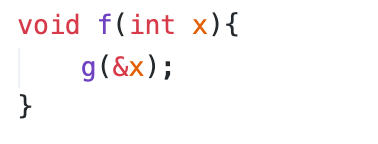 void f(int x){
    g(&x);
}